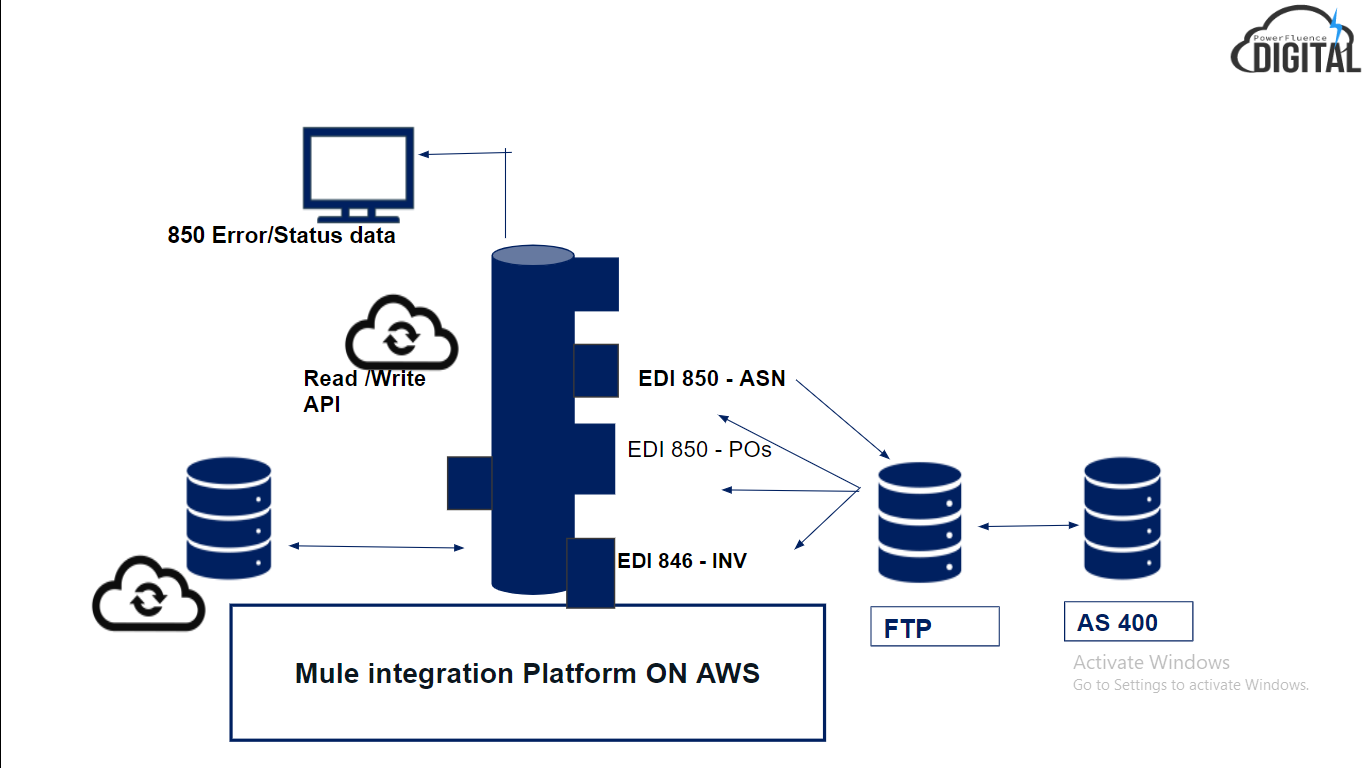 PowerFluence
DIGITAL
850 Error/Status data
Read /Write
API
EDI 850 - ASN
EDI 850 - POs
EDI 846 - INV
FTP
AS 400
Mule integration Platform ON AWS
Activate Windows
Go to Settings to activate Windows.